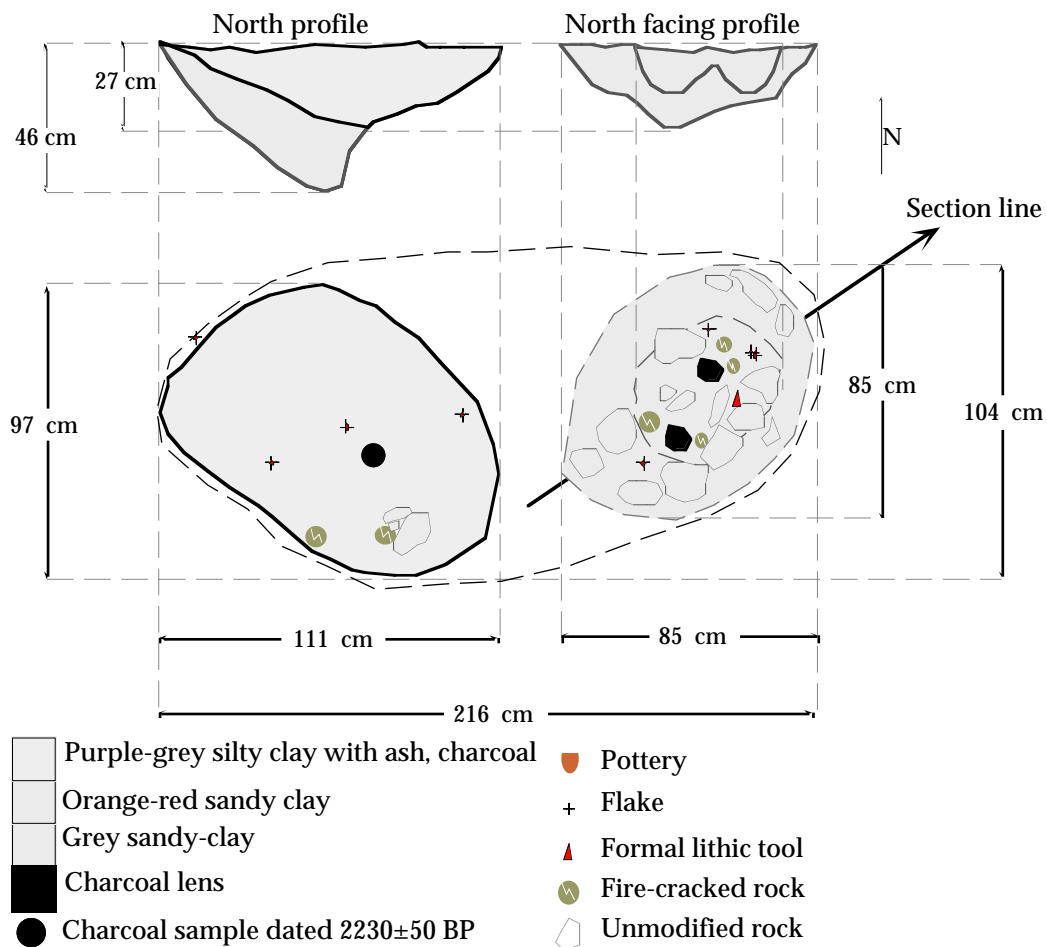 North profile
North facing profile
27 cm
46 cm
N
Section line
97 cm
85 cm
104 cm
111 cm
85 cm
216 cm
Purple-grey silty clay with ash, charcoal
Orange-red sandy clay
Grey sandy-clay
Charcoal lens
Charcoal sample dated 2230±50 BP
Pottery
Flake
Formal lithic tool
Fire-cracked rock
Unmodified rock